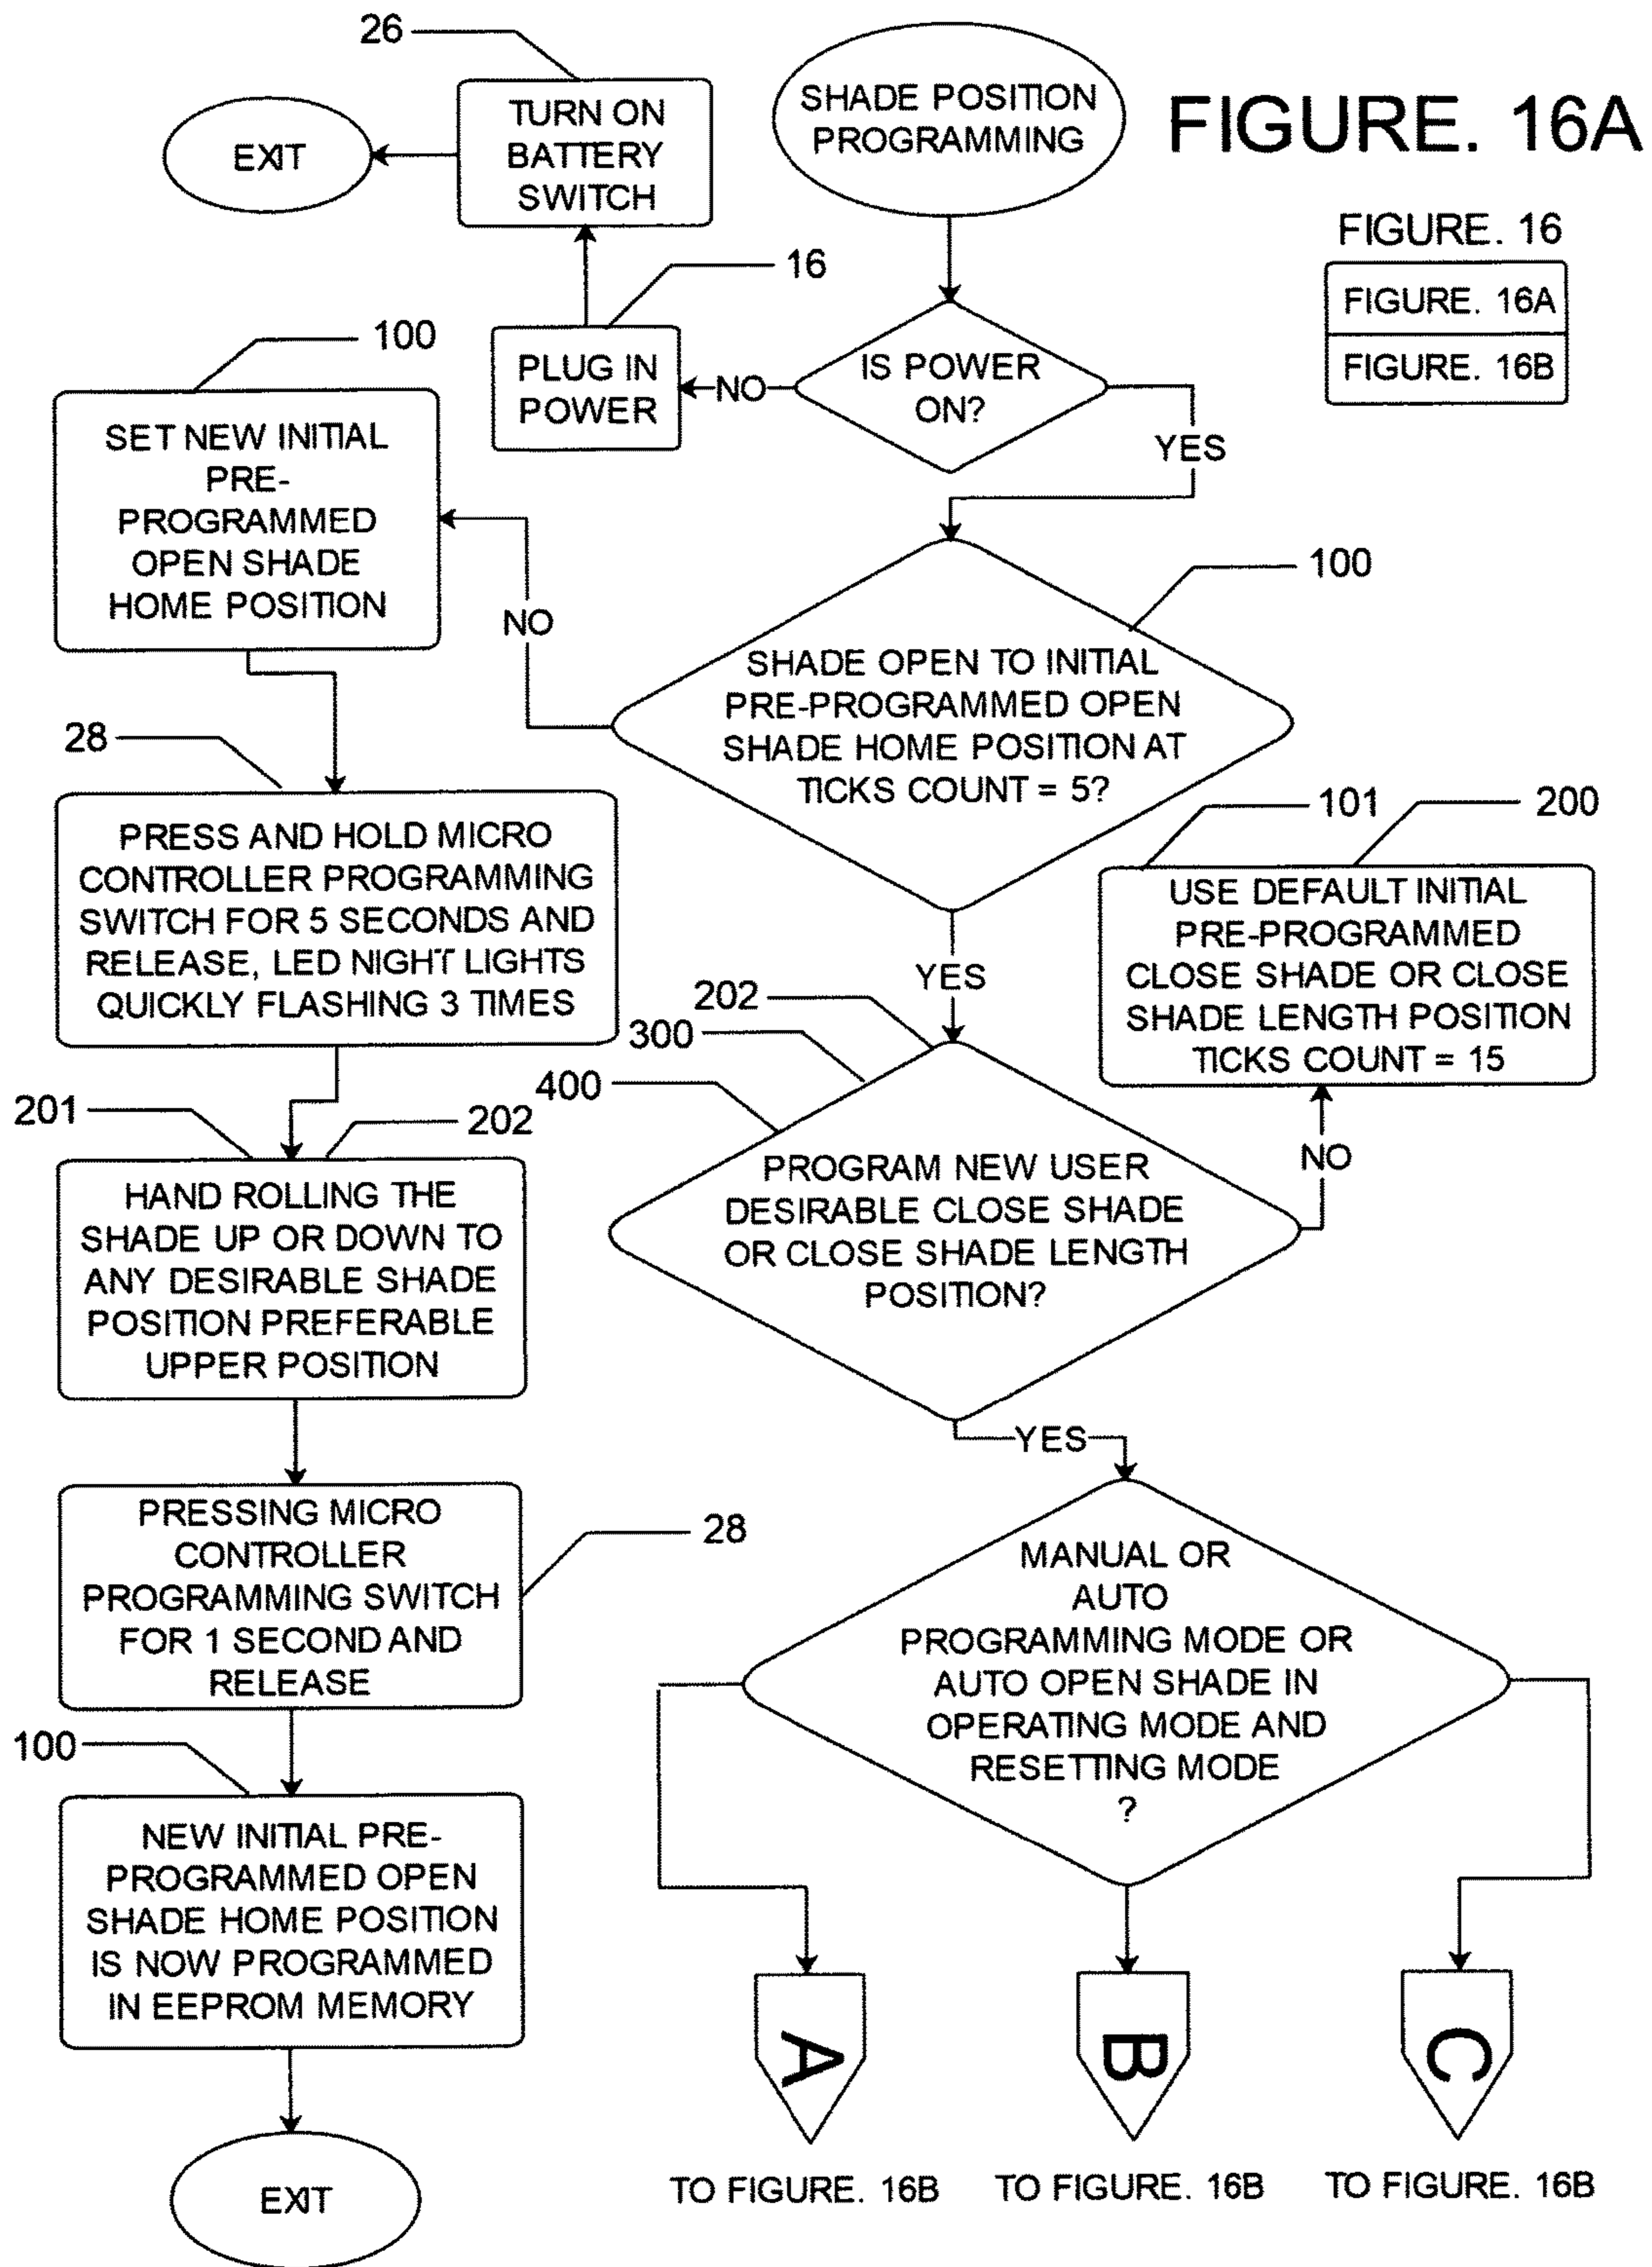 FIGURE. 16A
FIGURE. 16
FIGURE. 16A
FIGURE. 16B
SHADE POSITION
PROGRAMMING
26
TURN ON
BATTERY
SWITCH
EXIT
16
PLUG IN
POWER
NO
IS POWER
ON?
YES
100
SET NEW INITIAL
PRE-
PROGRAMMED
OPEN SHADE
HOME POSITION
NO
100
SHADE OPEN TO INITIAL
PRE-PROGRAMMED OPEN
SHADE HOME POSITION AT
TICKS COUNT = 5?
28
PRESS AND HOLD MICRO
CONTROLLER PROGRAMMING
SWITCH FOR 5 SECONDS AND
RELEASE, LED NIGHT LIGHTS
QUICKLY FLASHING 3 TIMES
YES
101
200
USE DEFAULT INITIAL
PRE-PROGRAMMED
CLOSE SHADE OR CLOSE
SHADE LENGTH POSITION
TICKS COUNT = 15
202
300
400
NO
PROGRAM NEW USER
DESIRABLE CLOSE SHADE
OR CLOSE SHADE LENGTH
POSITION?
201
202
HAND ROLLING THE
SHADE UP OR DOWN TO
ANY DESIRABLE SHADE
POSITION PREFERABLE
UPPER POSITION
YES
PRESSING MICRO
CONTROLLER
PROGRAMMING SWITCH
FOR 1 SECOND AND
RELEASE
28
MANUAL OR
AUTO
PROGRAMMING MODE OR
AUTO OPEN SHADE IN
OPERATING MODE AND
RESETTING MODE
?
100
NEW INITIAL PRE-
PROGRAMMED OPEN
SHADE HOME POSITION
IS NOW PROGRAMMED
IN EEPROM MEMORY
EXIT
A
B
C
TO FIGURE. 16B
TO FIGURE. 16B
TO FIGURE. 16B